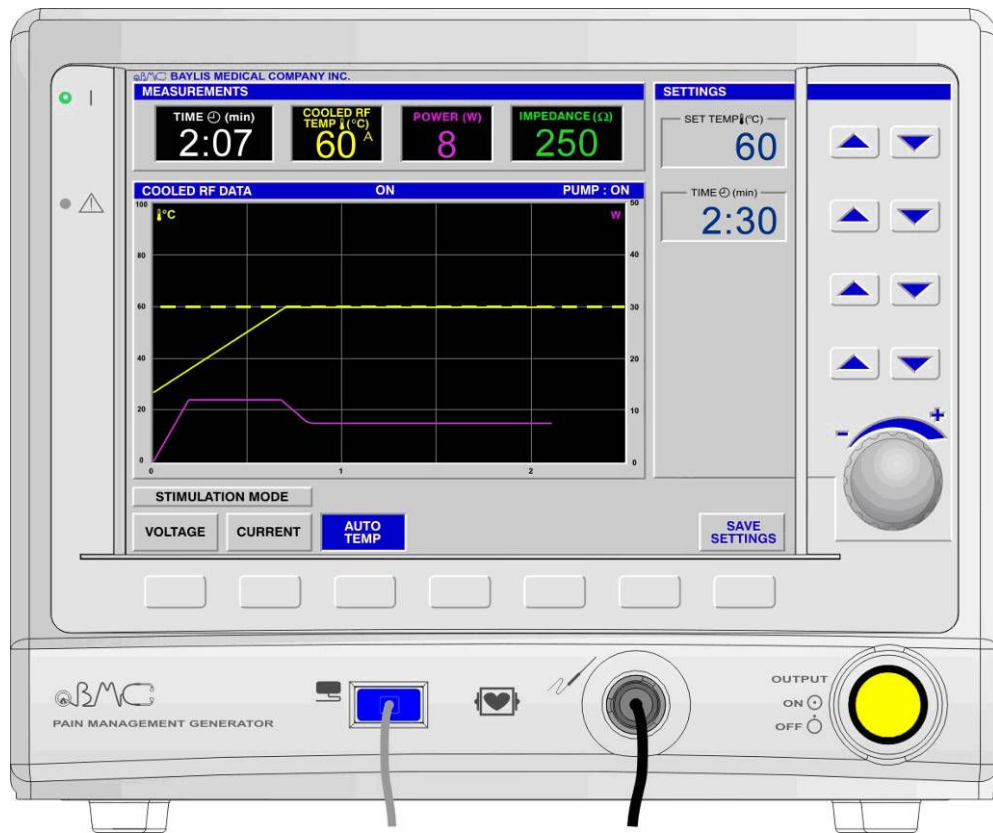 BMC BAYLIS MEDICAL COMPANY INC.
MEASUREMENTS
SETTINGS
TIME (min)
2:07
COOLED RF
TEMP (°C)
60 A
POWER (W)
8
IMPEDANCE (Ω)
250
SET TEMP (°C)
60
TIME (min)
2:30
COOLED RF DATA ON PUMP : ON
100
°C
W
50
80
40
60
30
40
20
20
10
0
0
0 1 2
- +
STIMULATION MODE
VOLTAGE
CURRENT
AUTO
TEMP
SAVE
SETTINGS
BMC
PAIN MANAGEMENT GENERATOR
OUTPUT
ON
OFF